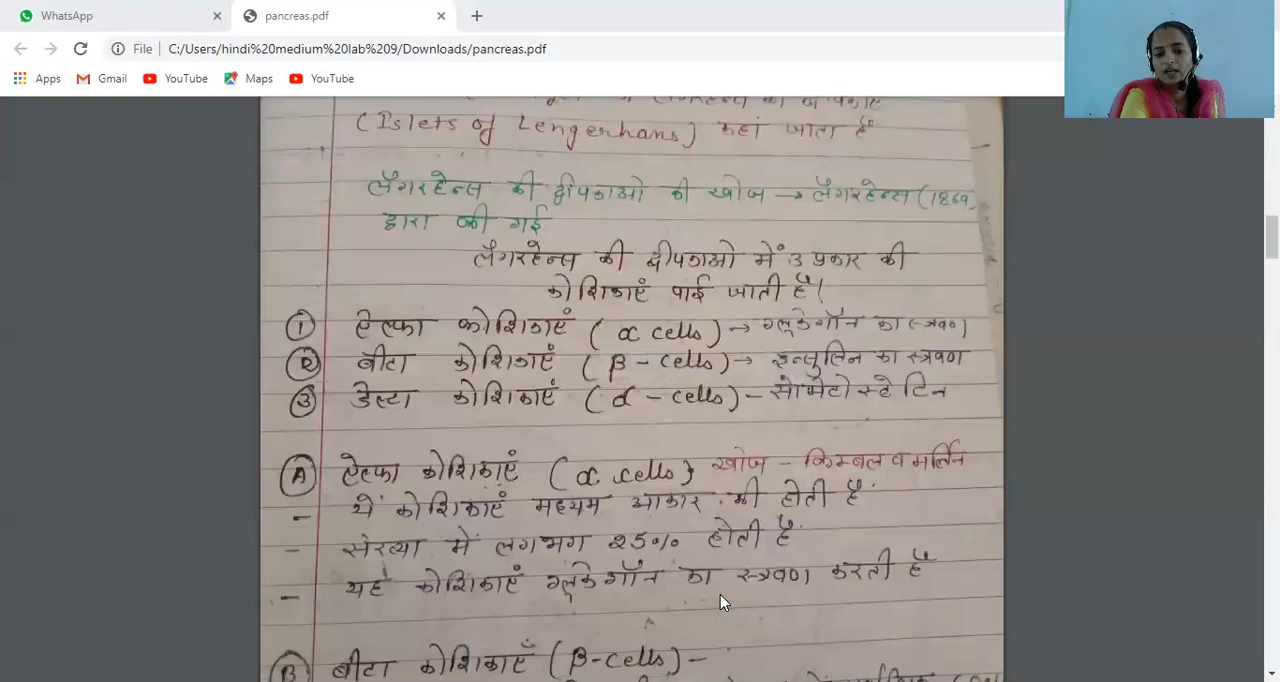 WhatsApp
pancreas.pdf
File
C:/Users/hindi%20medium%20lab%209/Downloads/pancreas.pdf
Apps
Gmail
YouTube
Maps
YouTube
(Islets of Lengerhans) कहां जाता है
लैंगरहेन्स की द्वीपकाओ की खोज → लैंगरहेन्स (1869
द्वारा की गई
लैंगरहेन्स की द्वीपकाओ में 3 प्रकार की
कोशिकाएं पाई जाती है।
① ऐल्फा कोशिकाएं (α cells) → ग्लूकेगॉन का स्त्रवण
② बीटा कोशिकाएं (β - cells) → इन्सुलिन का स्त्रवण
③ डेल्टा कोशिकाएं (α - cells) - सोमेटोस्टेटिन
Ⓐ ऐल्फा कोशिकाएं (α cells) खोज - किम्बल व मर्लिन
- यें कोशिकाएं मध्यम आकार की होती है
- संख्या में लगभग 25% होती है
- यह कोशिकाएं ग्लूकेगॉन का स्त्रवण करती है
Ⓑ बीटा कोशिकाएँ (β-cells) -